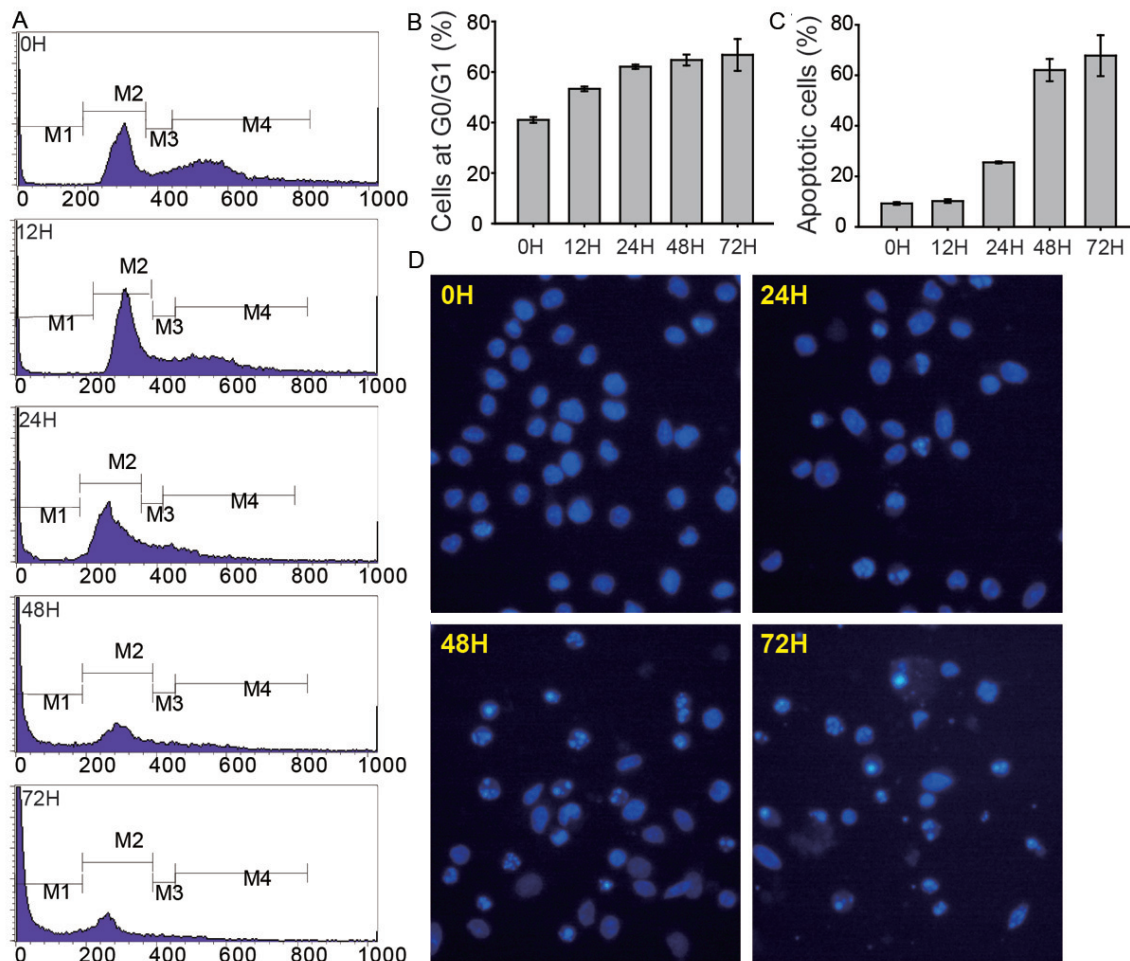 A
0H
M1
M2
M3
M4
0 200 400 600 800 1000
12H
M1
M2
M3
M4
0 200 400 600 800 1000
24H
M1
M2
M3
M4
0 200 400 600 800 1000
48H
M1
M2
M3
M4
0 200 400 600 800 1000
72H
M1
M2
M3
M4
0 200 400 600 800 1000
B
Cells at G0/G1 (%)
80
60
40
20
0
0H 12H 24H 48H 72H
C
Apoptotic cells (%)
80
60
40
20
0
0H 12H 24H 48H 72H
D
0H
24H
48H
72H